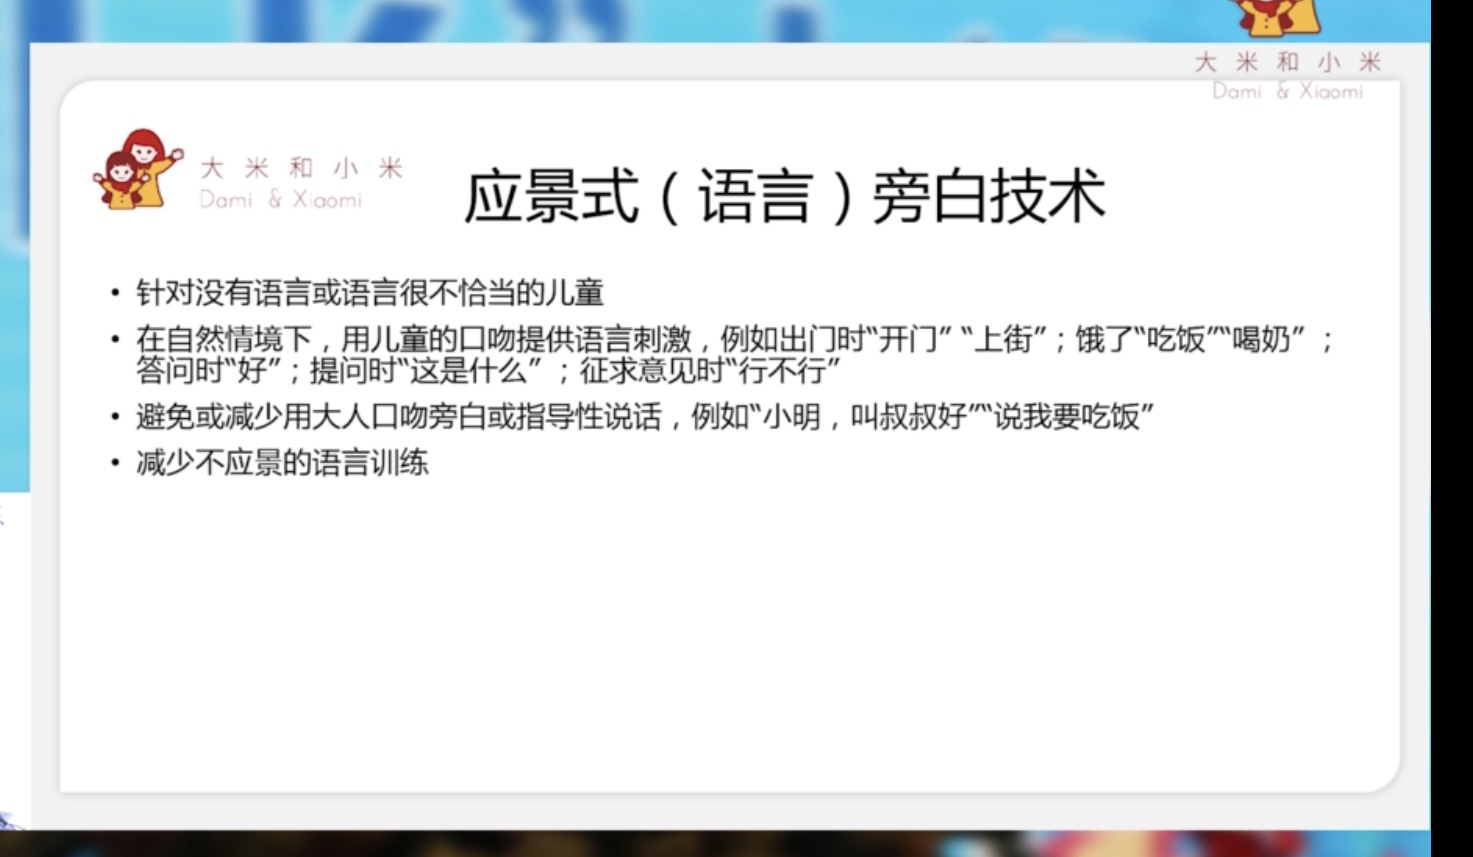 大米和小米
Dami & Xiaomi
大米和小米
Dami & Xiaomi
应景式（语言）旁白技术
• 针对没有语言或语言很不恰当的儿童
• 在自然情境下，用儿童的口吻提供语言刺激，例如出门时“开门” “上街”；饿了“吃饭”“喝奶” ；
答问时“好”；提问时“这是什么” ；征求意见时“行不行”
• 避免或减少用大人口吻旁白或指导性说话，例如“小明，叫叔叔好”“说我要吃饭”
• 减少不应景的语言训练